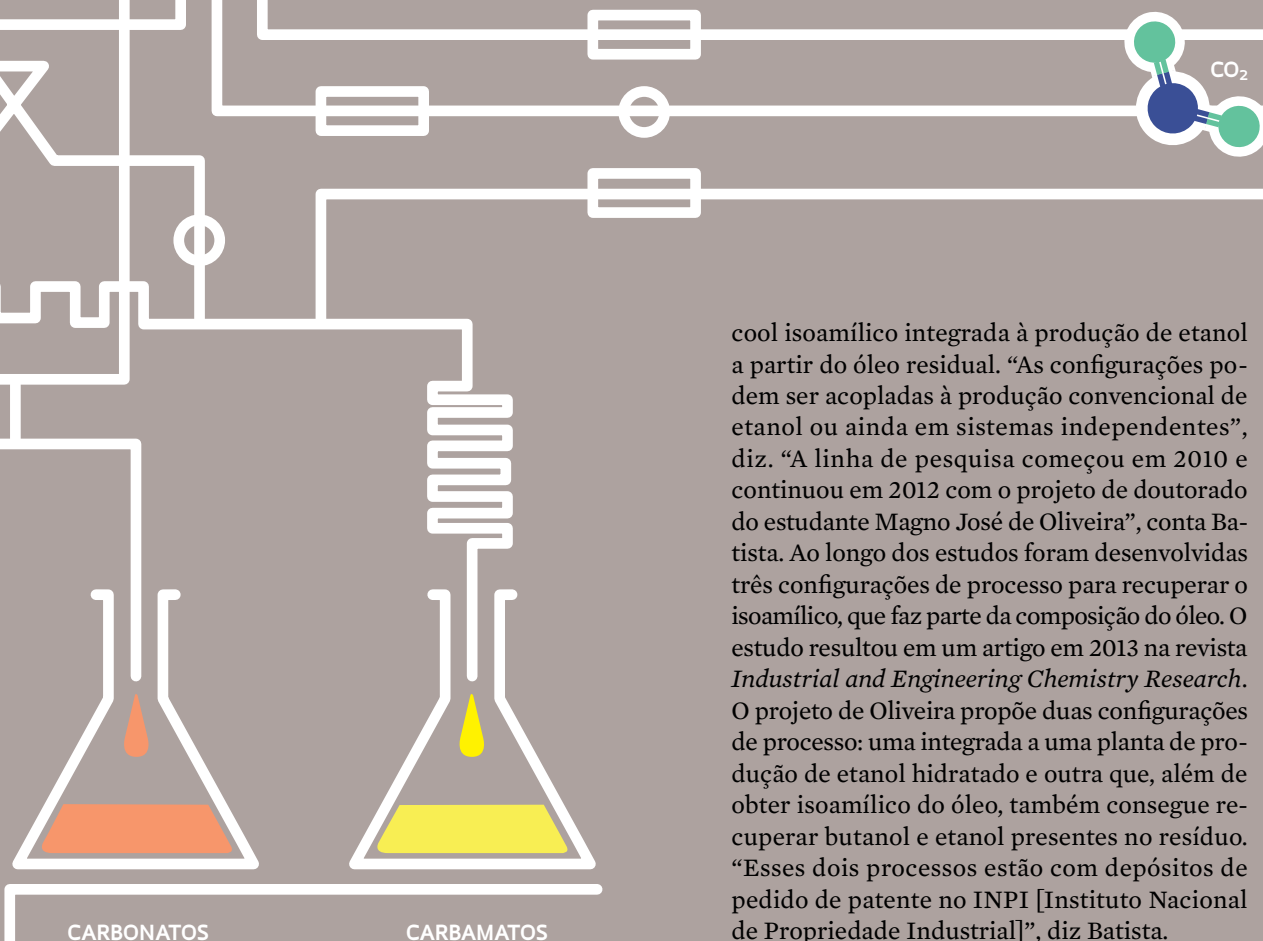 CO₂
cool isoamílico integrada à produção de etanol
a partir do óleo residual. “As configurações po-
dem ser acopladas à produção convencional de
etanol ou ainda em sistemas independentes”,
diz. “A linha de pesquisa começou em 2010 e
continuou em 2012 com o projeto de doutorado
do estudante Magno José de Oliveira”, conta Ba-
tista. Ao longo dos estudos foram desenvolvidas
três configurações de processo para recuperar o
isoamílico, que faz parte da composição do óleo. O
estudo resultou em um artigo em 2013 na revista
Industrial and Engineering Chemistry Research.
O projeto de Oliveira propõe duas configurações
de processo: uma integrada a uma planta de pro-
dução de etanol hidratado e outra que, além de
obter isoamílico do óleo, também consegue re-
cuperar butanol e etanol presentes no resíduo.
“Esses dois processos estão com depósitos de
pedido de patente no INPI [Instituto Nacional
de Propriedade Industrial]”, diz Batista.
CARBONATOS
CARBAMATOS